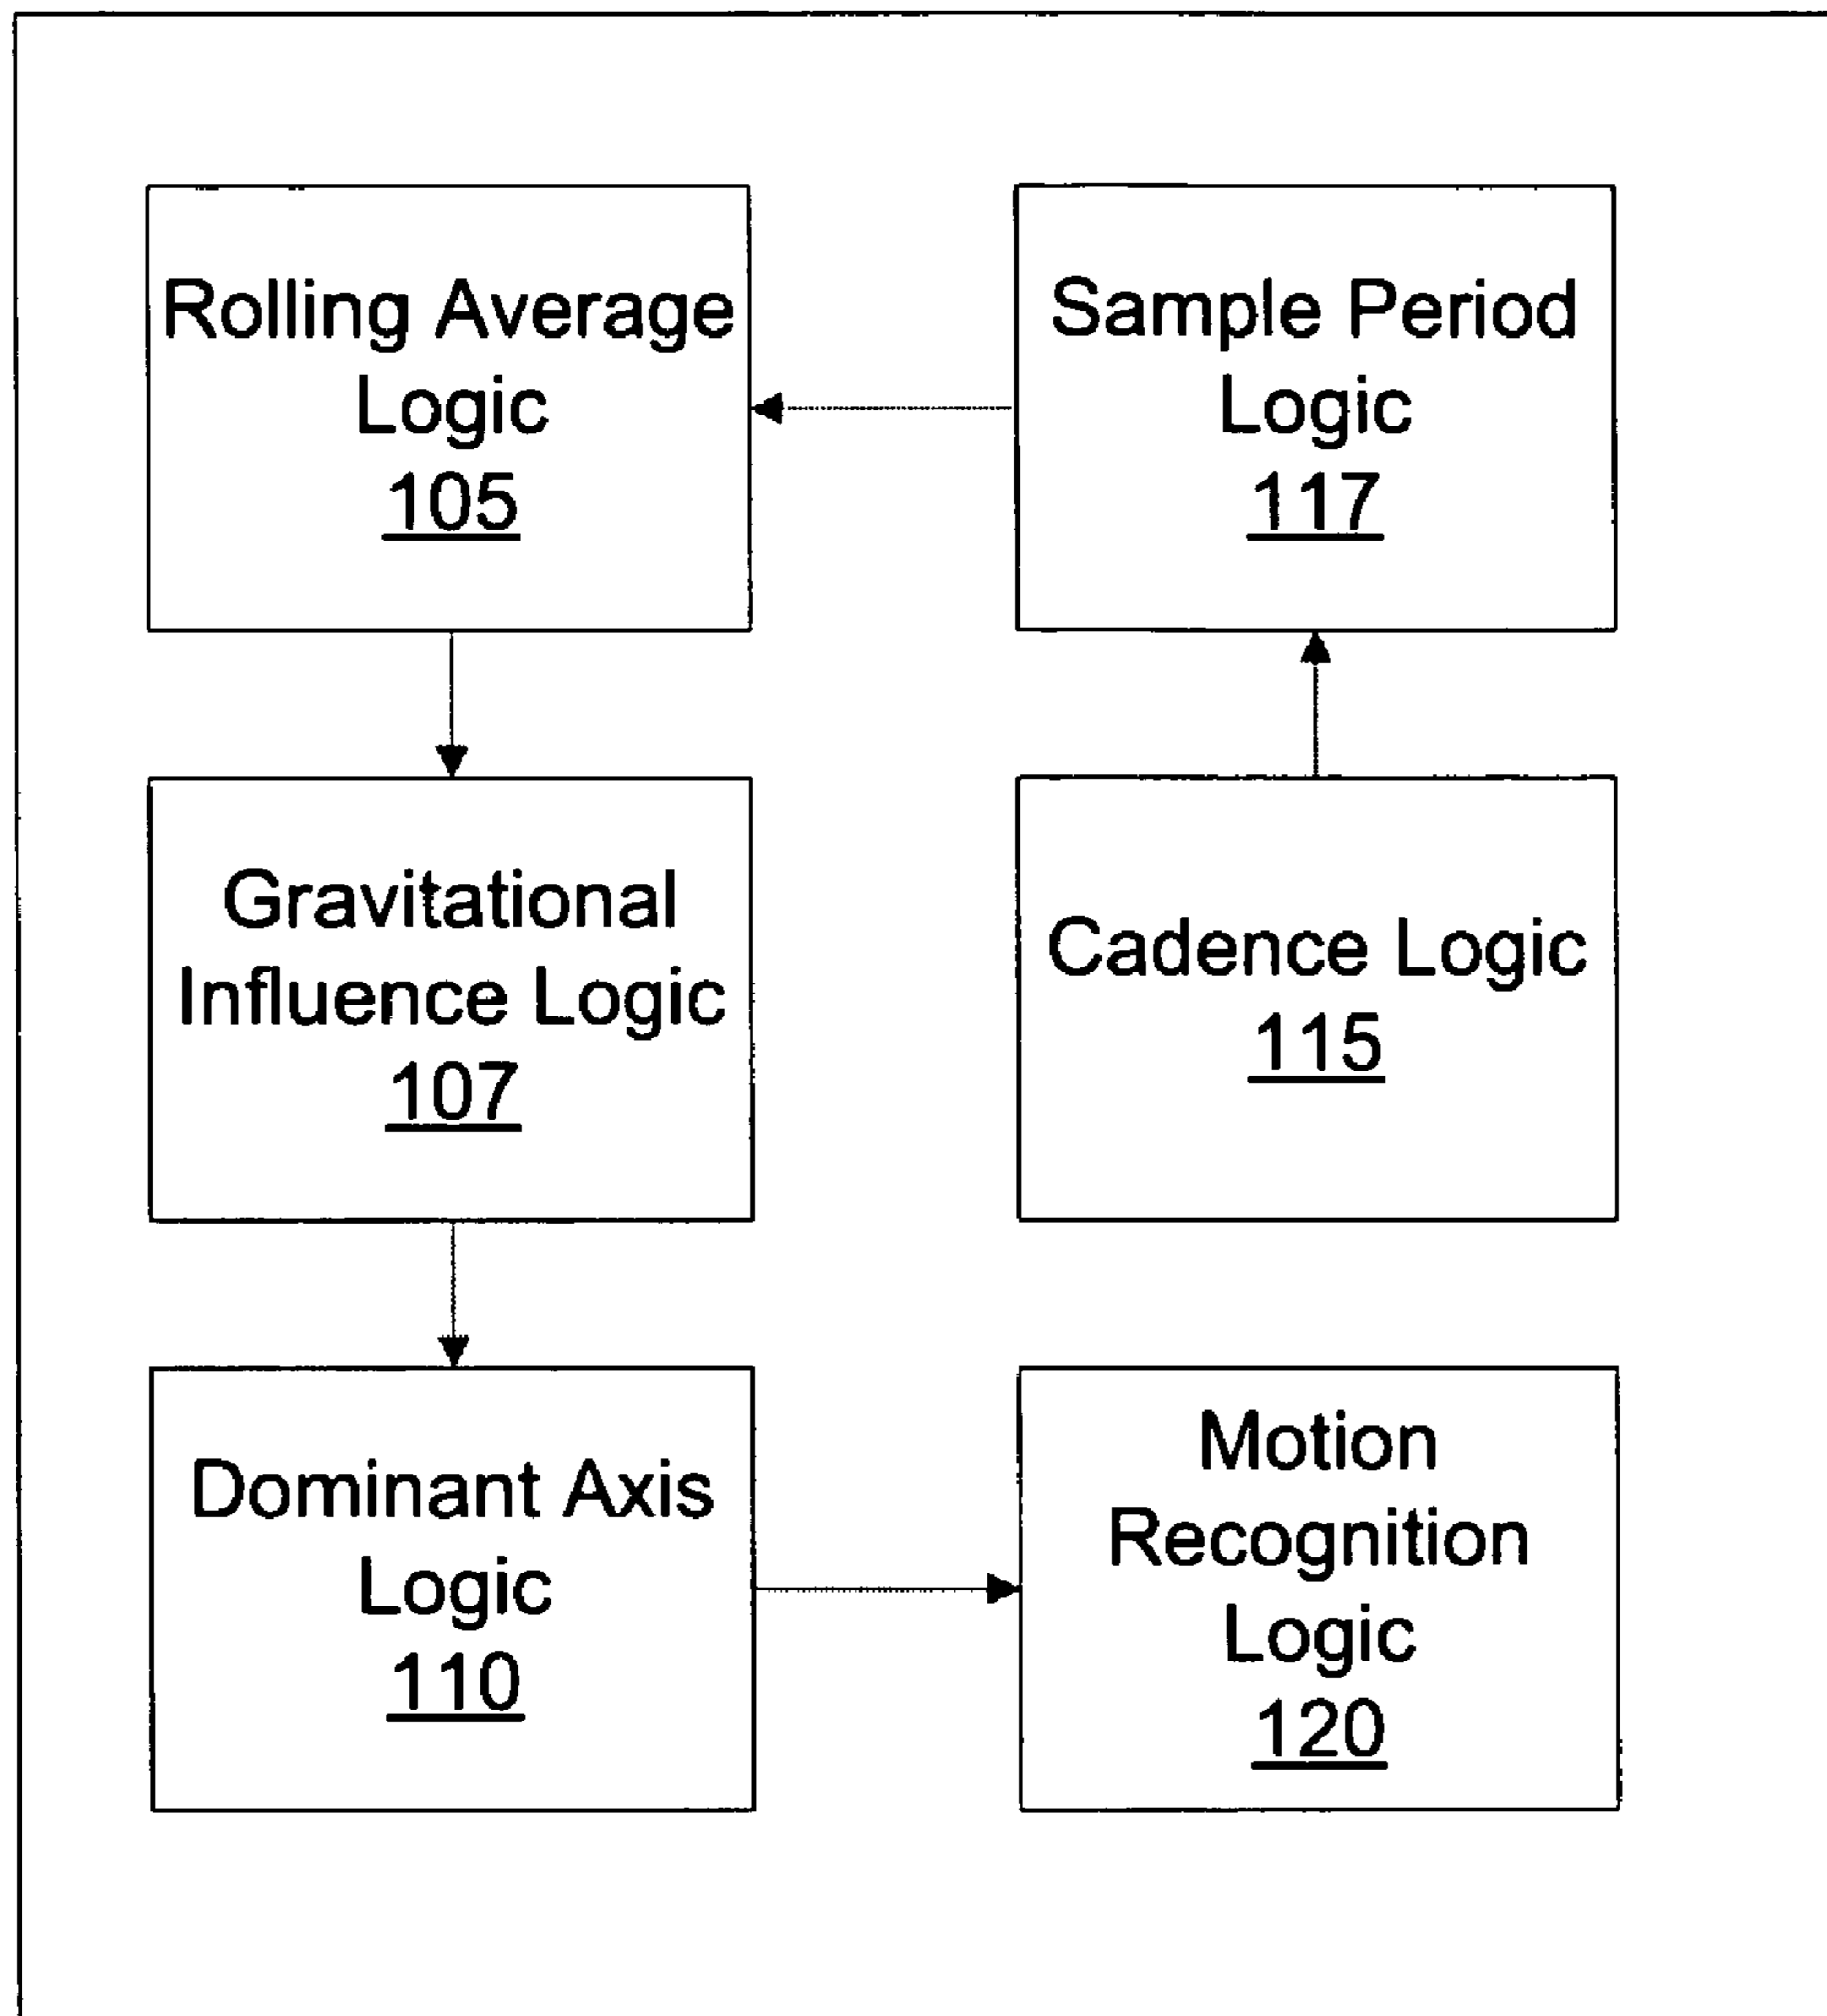 Rolling Average
Logic
105
Sample Period
Logic
117
Gravitational
Influence Logic
107
Cadence Logic
115
Dominant Axis
Logic
110
Motion
Recognition
Logic
120